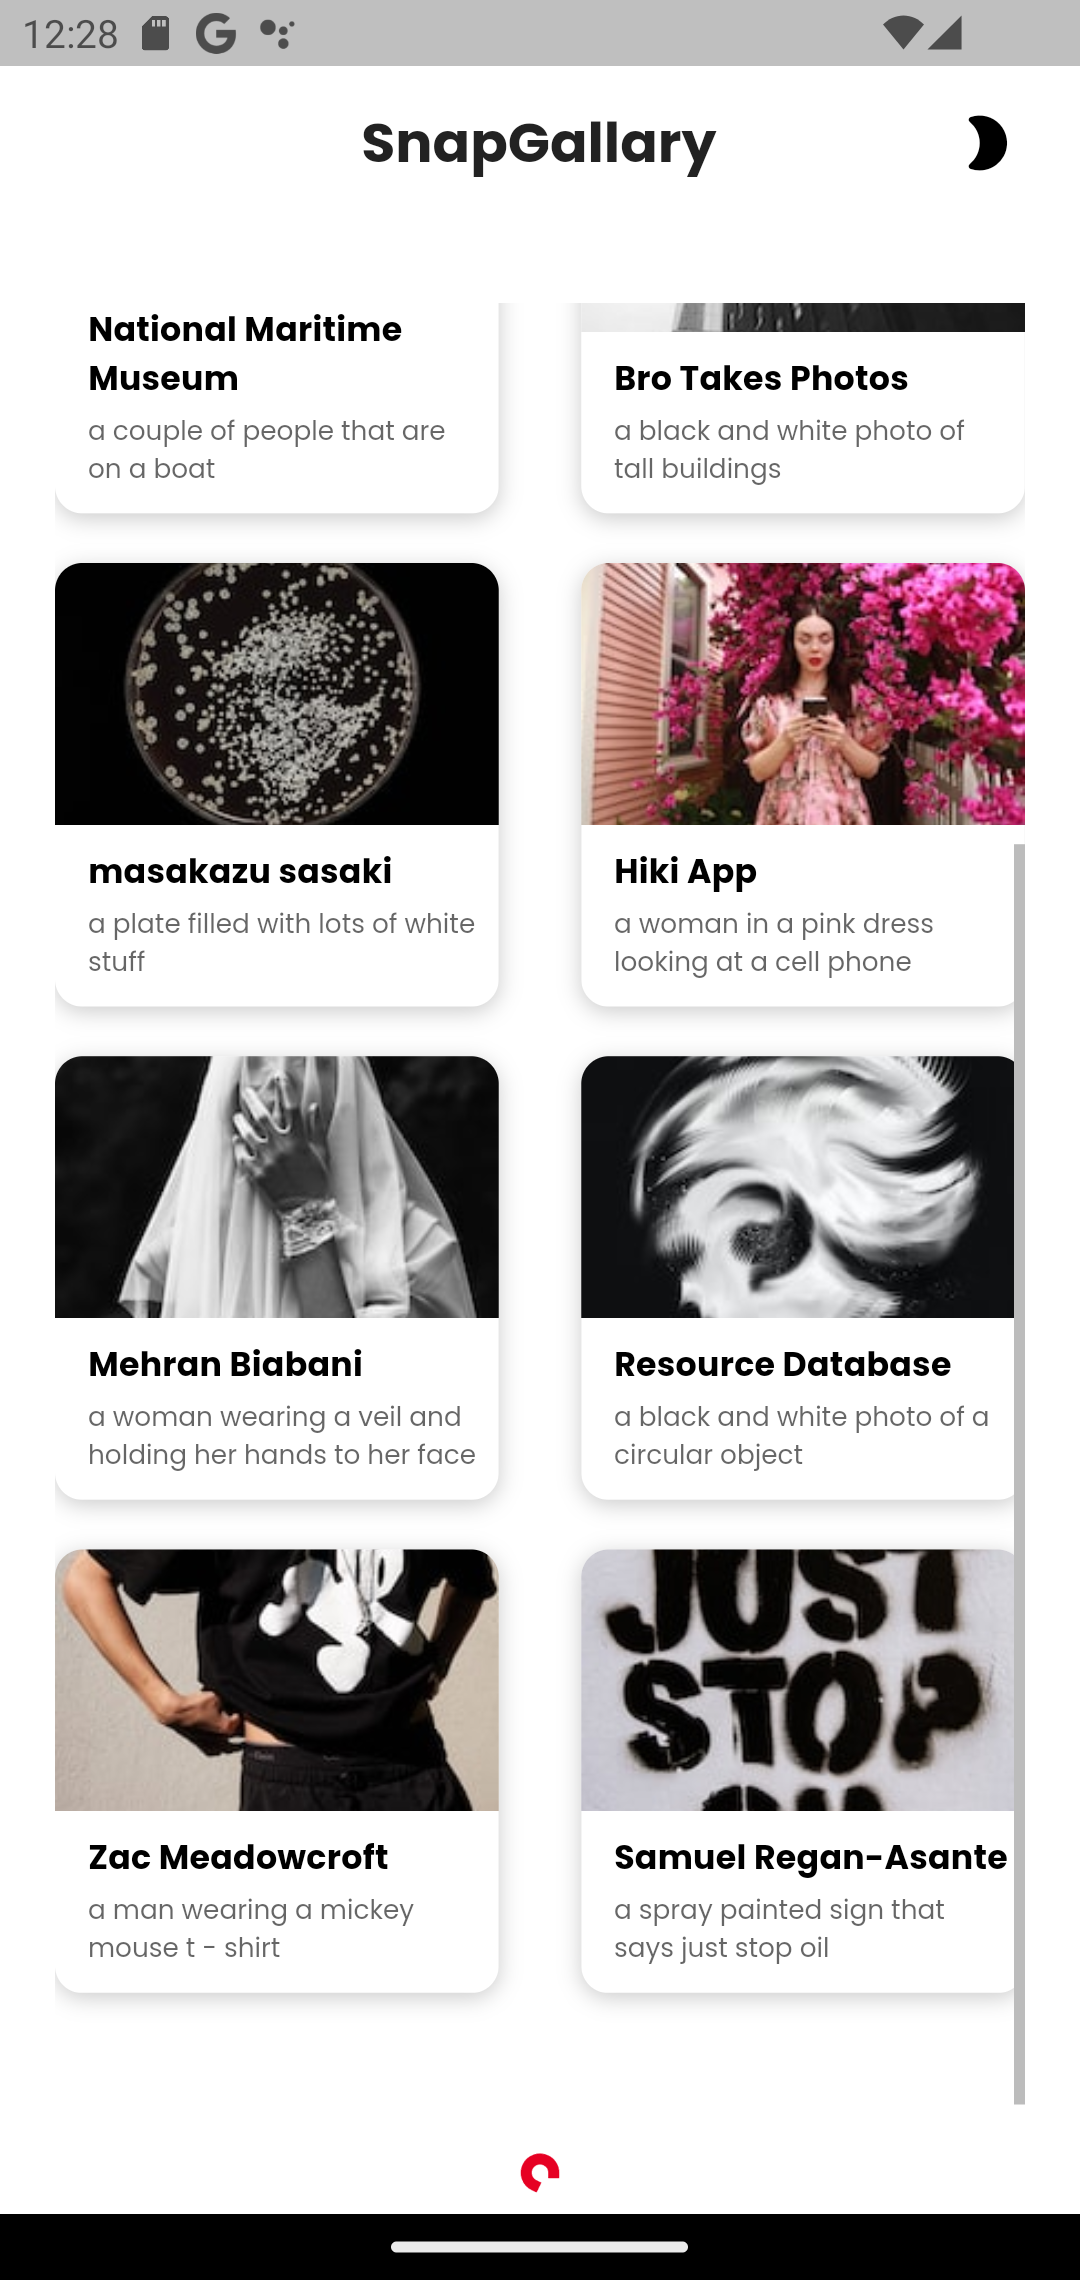 12:28
SnapGallary
National Maritime
Museum
a couple of people that are
on a boat
Bro Takes Photos
a black and white photo of
tall buildings
masakazu sasaki
a plate filled with lots of white
stuff
Hiki App
a woman in a pink dress
looking at a cell phone
Mehran Biabani
a woman wearing a veil and
holding her hands to her face
Resource Database
a black and white photo of a
circular object
JUST
STOP
Zac Meadowcroft
a man wearing a mickey
mouse t - shirt
Samuel Regan-Asante
a spray painted sign that
says just stop oil